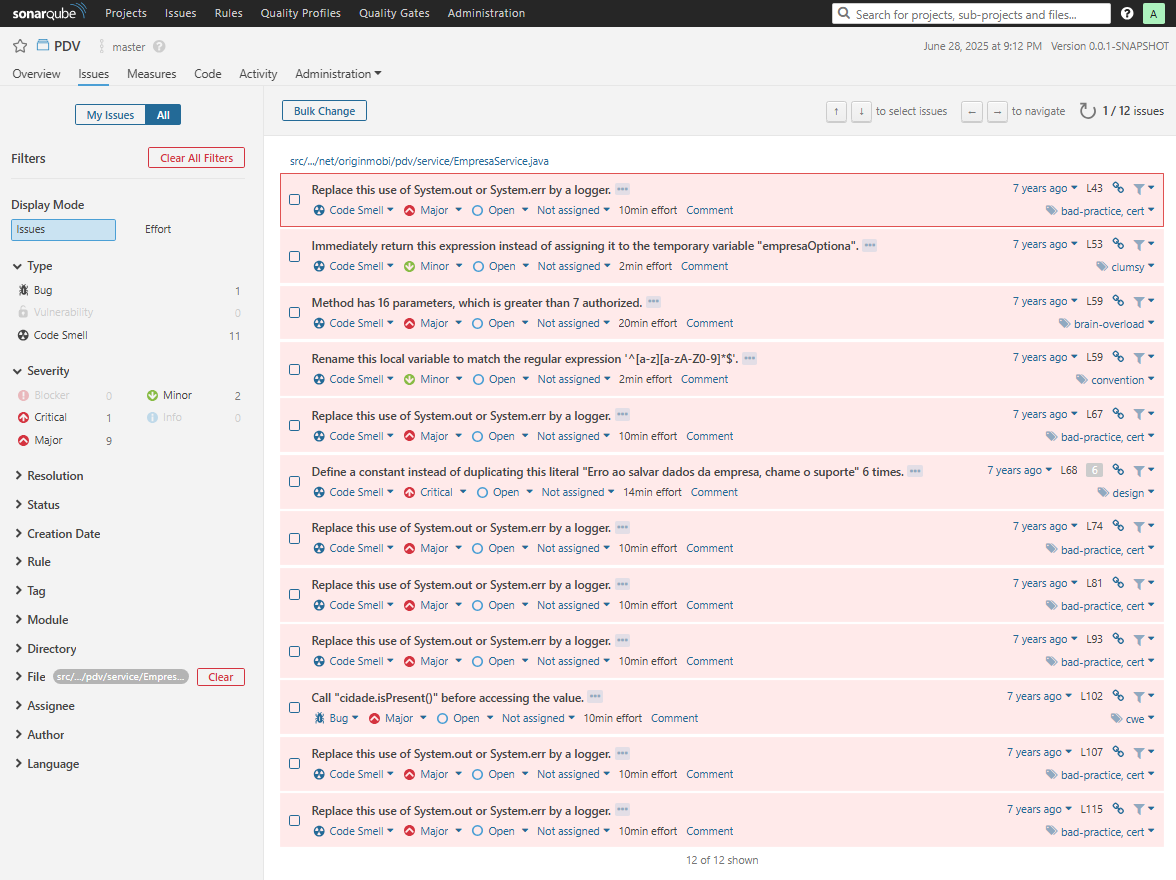 sonarqube Projects Issues Rules Quality Profiles Quality Gates Administration Search for projects, sub-projects and files... ? A
PDV master ? June 28, 2025 at 9:12 PM Version 0.0.1-SNAPSHOT
Overview Issues Measures Code Activity Administration
My Issues All
Bulk Change ↑ ↓ to select issues ← → to navigate 1 / 12 issues
Filters Clear All Filters
Display Mode
Issues Effort
Type
Bug 1
Vulnerability 0
Code Smell 11
Severity
Blocker 0 Minor 2
Critical 1 Info 0
Major 9
Resolution
Status
Creation Date
Rule
Tag
Module
Directory
File src/.../pdv/service/Empres... Clear
Assignee
Author
Language
src/.../net/originmobi/pdv/service/EmpresaService.java
Replace this use of System.out or System.err by a logger. ••• 7 years ago L43
Code Smell Major Open Not assigned 10min effort Comment bad-practice, cert
Immediately return this expression instead of assigning it to the temporary variable "empresaOptiona". ••• 7 years ago L53
Code Smell Minor Open Not assigned 2min effort Comment clumsy
Method has 16 parameters, which is greater than 7 authorized. ••• 7 years ago L59
Code Smell Major Open Not assigned 20min effort Comment brain-overload
Rename this local variable to match the regular expression '^[a-z][a-zA-Z0-9]*$'. ••• 7 years ago L59
Code Smell Minor Open Not assigned 2min effort Comment convention
Replace this use of System.out or System.err by a logger. ••• 7 years ago L67
Code Smell Major Open Not assigned 10min effort Comment bad-practice, cert
Define a constant instead of duplicating this literal "Erro ao salvar dados da empresa, chame o suporte" 6 times. ••• 7 years ago L68 6
Code Smell Critical Open Not assigned 14min effort Comment design
Replace this use of System.out or System.err by a logger. ••• 7 years ago L74
Code Smell Major Open Not assigned 10min effort Comment bad-practice, cert
Replace this use of System.out or System.err by a logger. ••• 7 years ago L81
Code Smell Major Open Not assigned 10min effort Comment bad-practice, cert
Replace this use of System.out or System.err by a logger. ••• 7 years ago L93
Code Smell Major Open Not assigned 10min effort Comment bad-practice, cert
Call "cidade.isPresent()" before accessing the value. ••• 7 years ago L102
Bug Major Open Not assigned 10min effort Comment cwe
Replace this use of System.out or System.err by a logger. ••• 7 years ago L107
Code Smell Major Open Not assigned 10min effort Comment bad-practice, cert
Replace this use of System.out or System.err by a logger. ••• 7 years ago L115
Code Smell Major Open Not assigned 10min effort Comment bad-practice, cert
12 of 12 shown